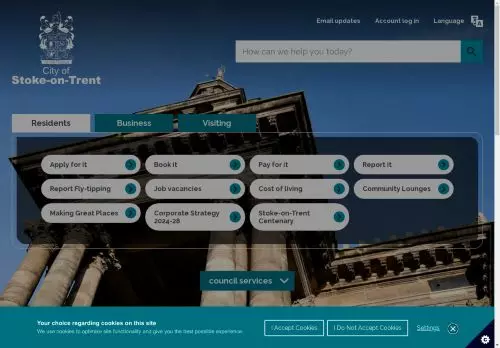 Email updates
Account log in
Language
City of
Stoke-on-Trent
How can we help you today?
Residents
Business
Visiting
Apply for it
Book it
Pay for it
Report it
Report Fly-tipping
Job vacancies
Cost of living
Community Lounges
Making Great Places
Corporate Strategy
2024-28
Stoke-on-Trent
Centenary
council services
Your choice regarding cookies on this site
We use cookies to optimise site functionality and give you the best possible experience.
I Accept Cookies
I Do Not Accept Cookies
Settings